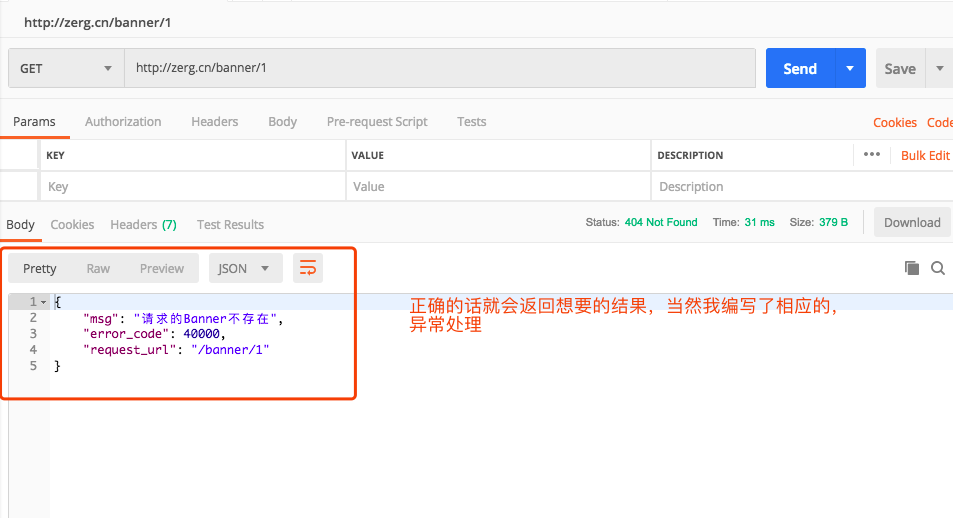 http://zerg.cn/banner/1
GET http://zerg.cn/banner/1 Send Save
Params Authorization Headers Body Pre-request Script Tests Cookies Code
KEY VALUE DESCRIPTION ••• Bulk Edit
Key Value Description
Body Cookies Headers (7) Test Results Status: 404 Not Found Time: 31 ms Size: 379 B Download
Pretty Raw Preview JSON
1 {
2 "msg": "请求的Banner不存在",
3 "error_code": 40000,
4 "request_url": "/banner/1"
5 }
正确的话就会返回想要的结果，当然我编写了相应的，
异常处理